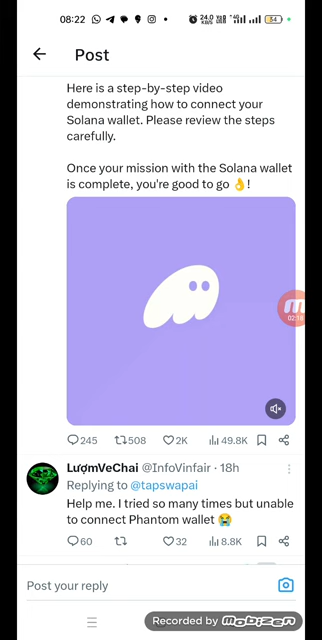 08:22
24.0 KB/S
4G
34
Post
Here is a step-by-step video
demonstrating how to connect your
Solana wallet. Please review the steps
carefully.
Once your mission with the Solana wallet
is complete, you're good to go 👌!
02:18
245 508 2K 49.8K
LượmVeChai @InfoVinfair · 18h
Replying to @tapswapai
Help me. I tried so many times but unable
to connect Phantom wallet 😭
60 32 8.8K
Post your reply
Recorded by mobizen